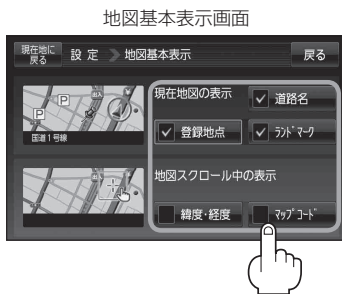 地図基本表示画面
現在地に
戻る
設 定
地図基本表示
戻る
現在地図の表示
道路名
登録地点
ﾗﾝﾄﾞﾏｰｸ
地図スクロール中の表示
緯度・経度
ﾏｯﾌﾟｺｰﾄﾞ
P
P
出入
国道1号線